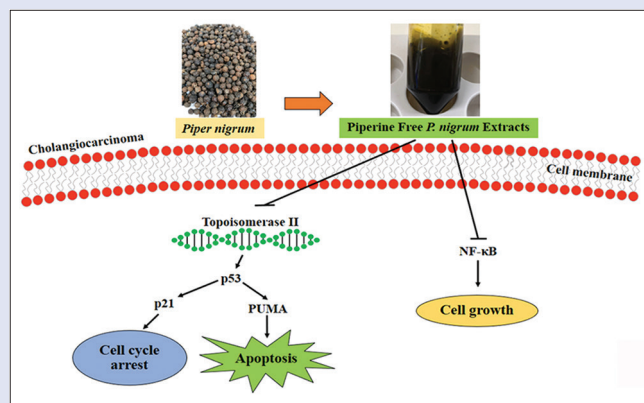 Piper nigrum
Piperine Free P. nigrum Extracts
Cholangiocarcinoma
Cell membrane
Topoisomerase II
NF-κB
p53
p21
PUMA
Cell growth
Cell cycle
arrest
Apoptosis